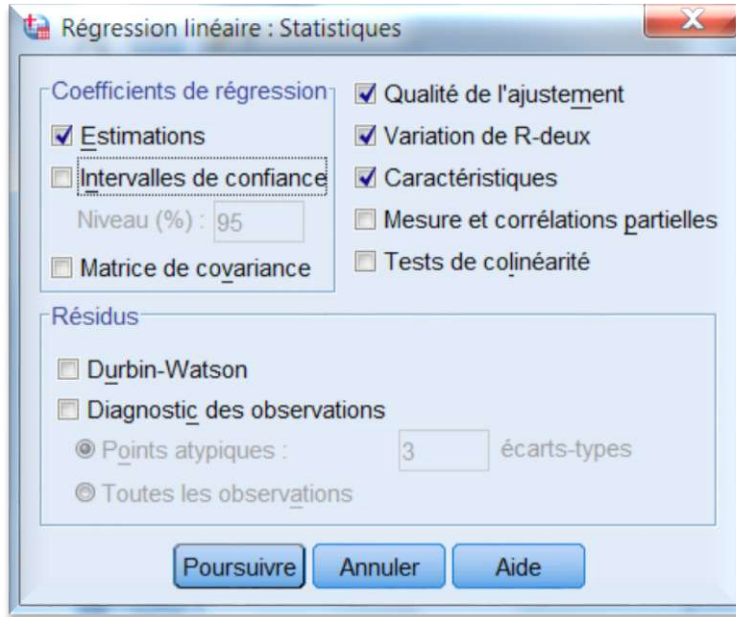 Régression linéaire : Statistiques
Coefficients de régression
Estimations
Intervalles de confiance
Niveau (%) : 95
Matrice de covariance
Qualité de l'ajustement
Variation de R-deux
Caractéristiques
Mesure et corrélations partielles
Tests de colinéarité
Résidus
Durbin-Watson
Diagnostic des observations
Points atypiques : 3 écarts-types
Toutes les observations
Poursuivre Annuler Aide